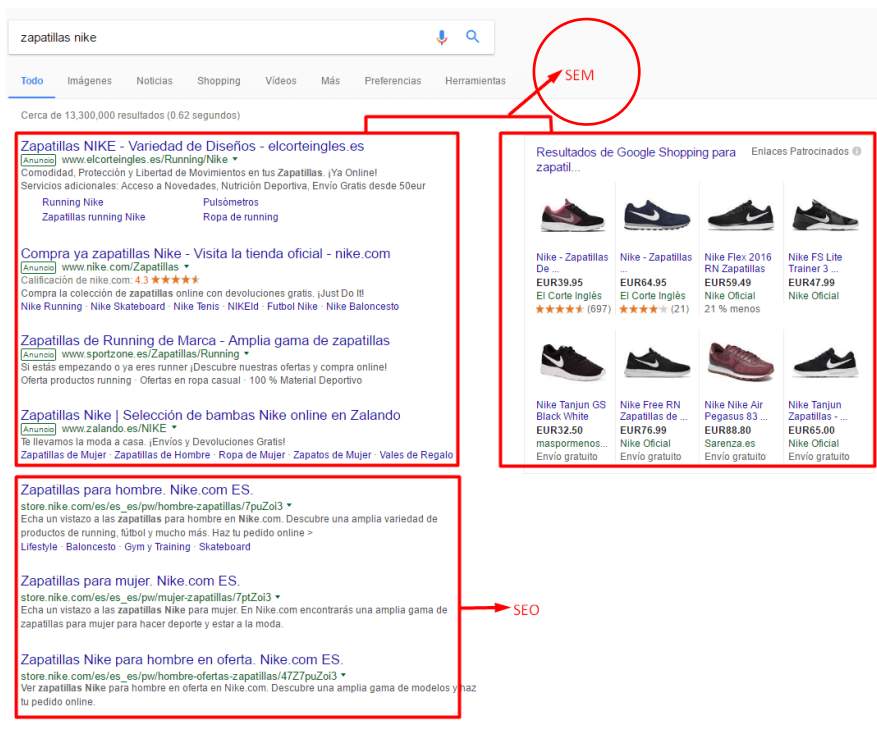 zapatillas nike
Todo Imágenes Noticias Shopping Vídeos Más Preferencias Herramientas
SEM
Cerca de 13,300,000 resultados (0.62 segundos)
Zapatillas NIKE - Variedad de Diseños - elcorteingles.es
Anuncio www.elcorteingles.es/Running/Nike
Comodidad, Protección y Libertad de Movimientos en tus Zapatillas. ¡Ya Online!
Servicios adicionales: Acceso a Novedades, Nutrición Deportiva, Envío Gratis desde 50eur
Running Nike Pulsómetros
Zapatillas running Nike Ropa de running
Compra ya zapatillas Nike - Visita la tienda oficial - nike.com
Anuncio www.nike.com/Zapatillas
Calificación de nike.com: 4.3
Compra la colección de zapatillas online con devoluciones gratis. ¡Just Do It!
Nike Running · Nike Skateboard · Nike Tenis · NIKEId · Futbol Nike · Nike Baloncesto
Zapatillas de Running de Marca - Amplia gama de zapatillas
Anuncio www.sportzone.es/Zapatillas/Running
Si estás empezando o ya eres runner ¡Descubre nuestras ofertas y compra online!
Oferta productos running · Ofertas en ropa casual · 100 % Material Deportivo
Zapatillas Nike | Selección de bambas Nike online en Zalando
Anuncio www.zalando.es/NIKE
Te llevamos la moda a casa. ¡Envíos y Devoluciones Gratis!
Zapatillas de Mujer · Zapatillas de Hombre · Ropa de Mujer · Zapatos de Mujer · Vales de Regalo
Resultados de Google Shopping para Enlaces Patrocinados
zapatil...
Nike - Zapatillas Nike - Zapatillas Nike Flex 2016 Nike FS Lite
De ... ... RN Zapatillas Trainer 3 ...
EUR39.95 EUR64.95 EUR59.49 EUR47.99
El Corte Inglés El Corte Inglés Nike Oficial Nike Oficial
(697) (21) 21 % menos
Nike Tanjun GS Nike Free RN Nike Nike Air Nike Tanjun
Black White Zapatillas de ... Pegasus 83 ... Zapatillas - ...
EUR32.50 EUR76.99 EUR88.80 EUR65.00
maspormenos... Nike Oficial Sarenza.es Nike Oficial
Envío gratuito Envío gratuito Envío gratuito Envío gratuito
Zapatillas para hombre. Nike.com ES.
store.nike.com/es/es_es/pw/hombre-zapatillas/7puZoi3
Echa un vistazo a las zapatillas para hombre en Nike.com. Descubre una amplia variedad de
productos de running, fútbol y mucho más. Haz tu pedido online >
Lifestyle · Baloncesto · Gym y Training · Skateboard
Zapatillas para mujer. Nike.com ES.
store.nike.com/es/es_es/pw/mujer-zapatillas/7ptZoi3
Echa un vistazo a las zapatillas Nike para mujer. En Nike.com encontrarás una amplia gama de
zapatillas para mujer para hacer deporte y estar a la moda.
SEO
Zapatillas Nike para hombre en oferta. Nike.com ES.
store.nike.com/es/es_es/pw/hombre-ofertas-zapatillas/47Z7puZoi3
Ver zapatillas Nike para hombre en oferta en Nike.com. Descubre una amplia gama de modelos y haz
tu pedido online.